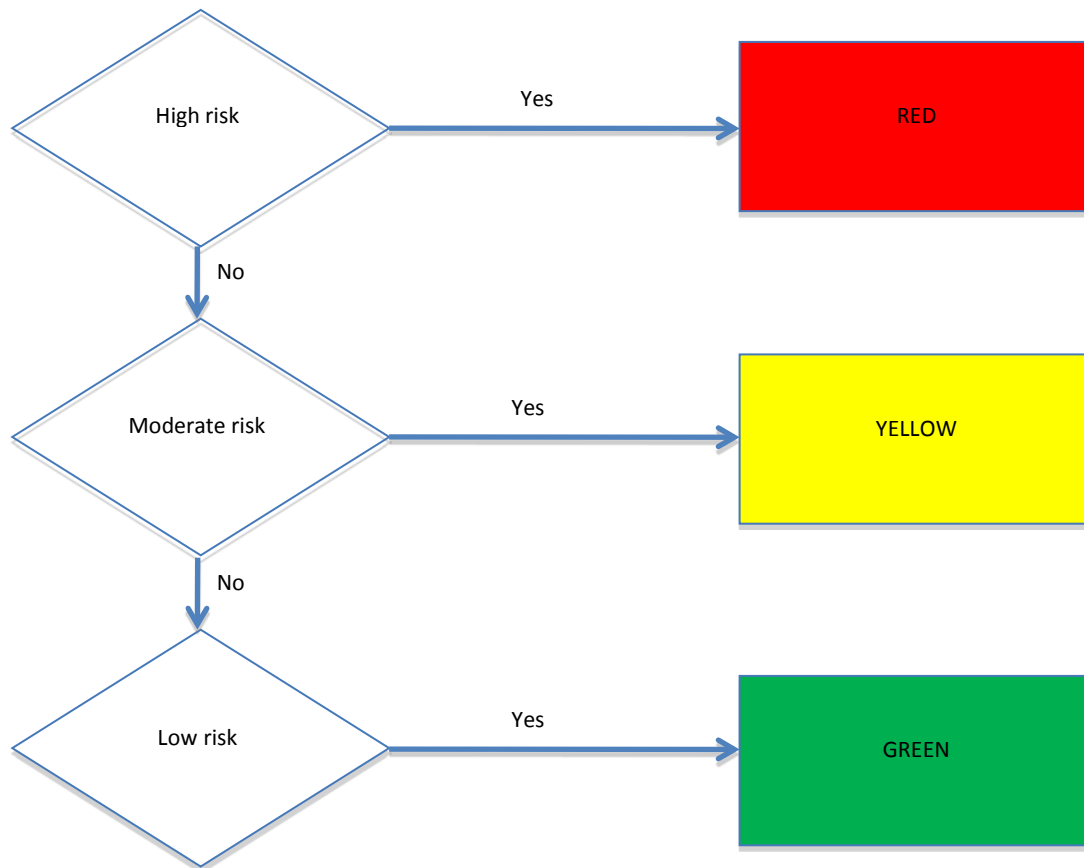 High risk
Yes
RED
No
Moderate risk
Yes
YELLOW
No
Low risk
Yes
GREEN